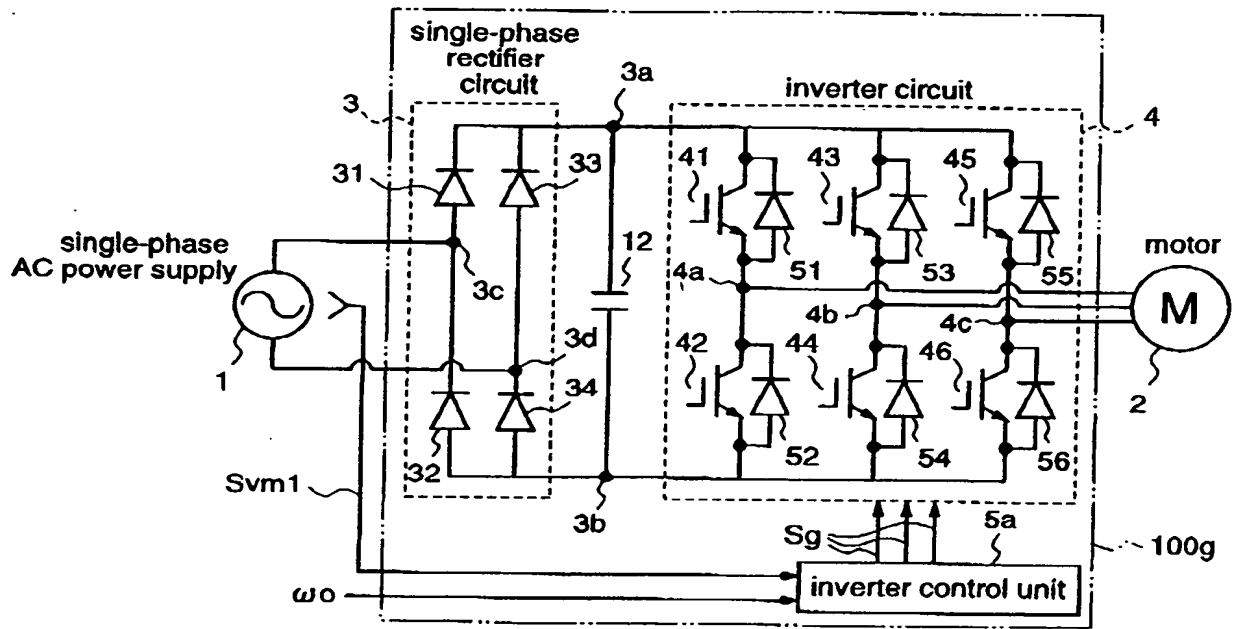 single-phase
rectifier
circuit
3a
inverter circuit
3
4
31
33
41
43
45
single-phase
AC power supply
motor
12
3c
51
53
55
4a
4b
4c
M
3d
1
42
44
46
2
34
32
52
54
56
Svm1
3b
Sg
5a
100g
ωo
inverter control unit